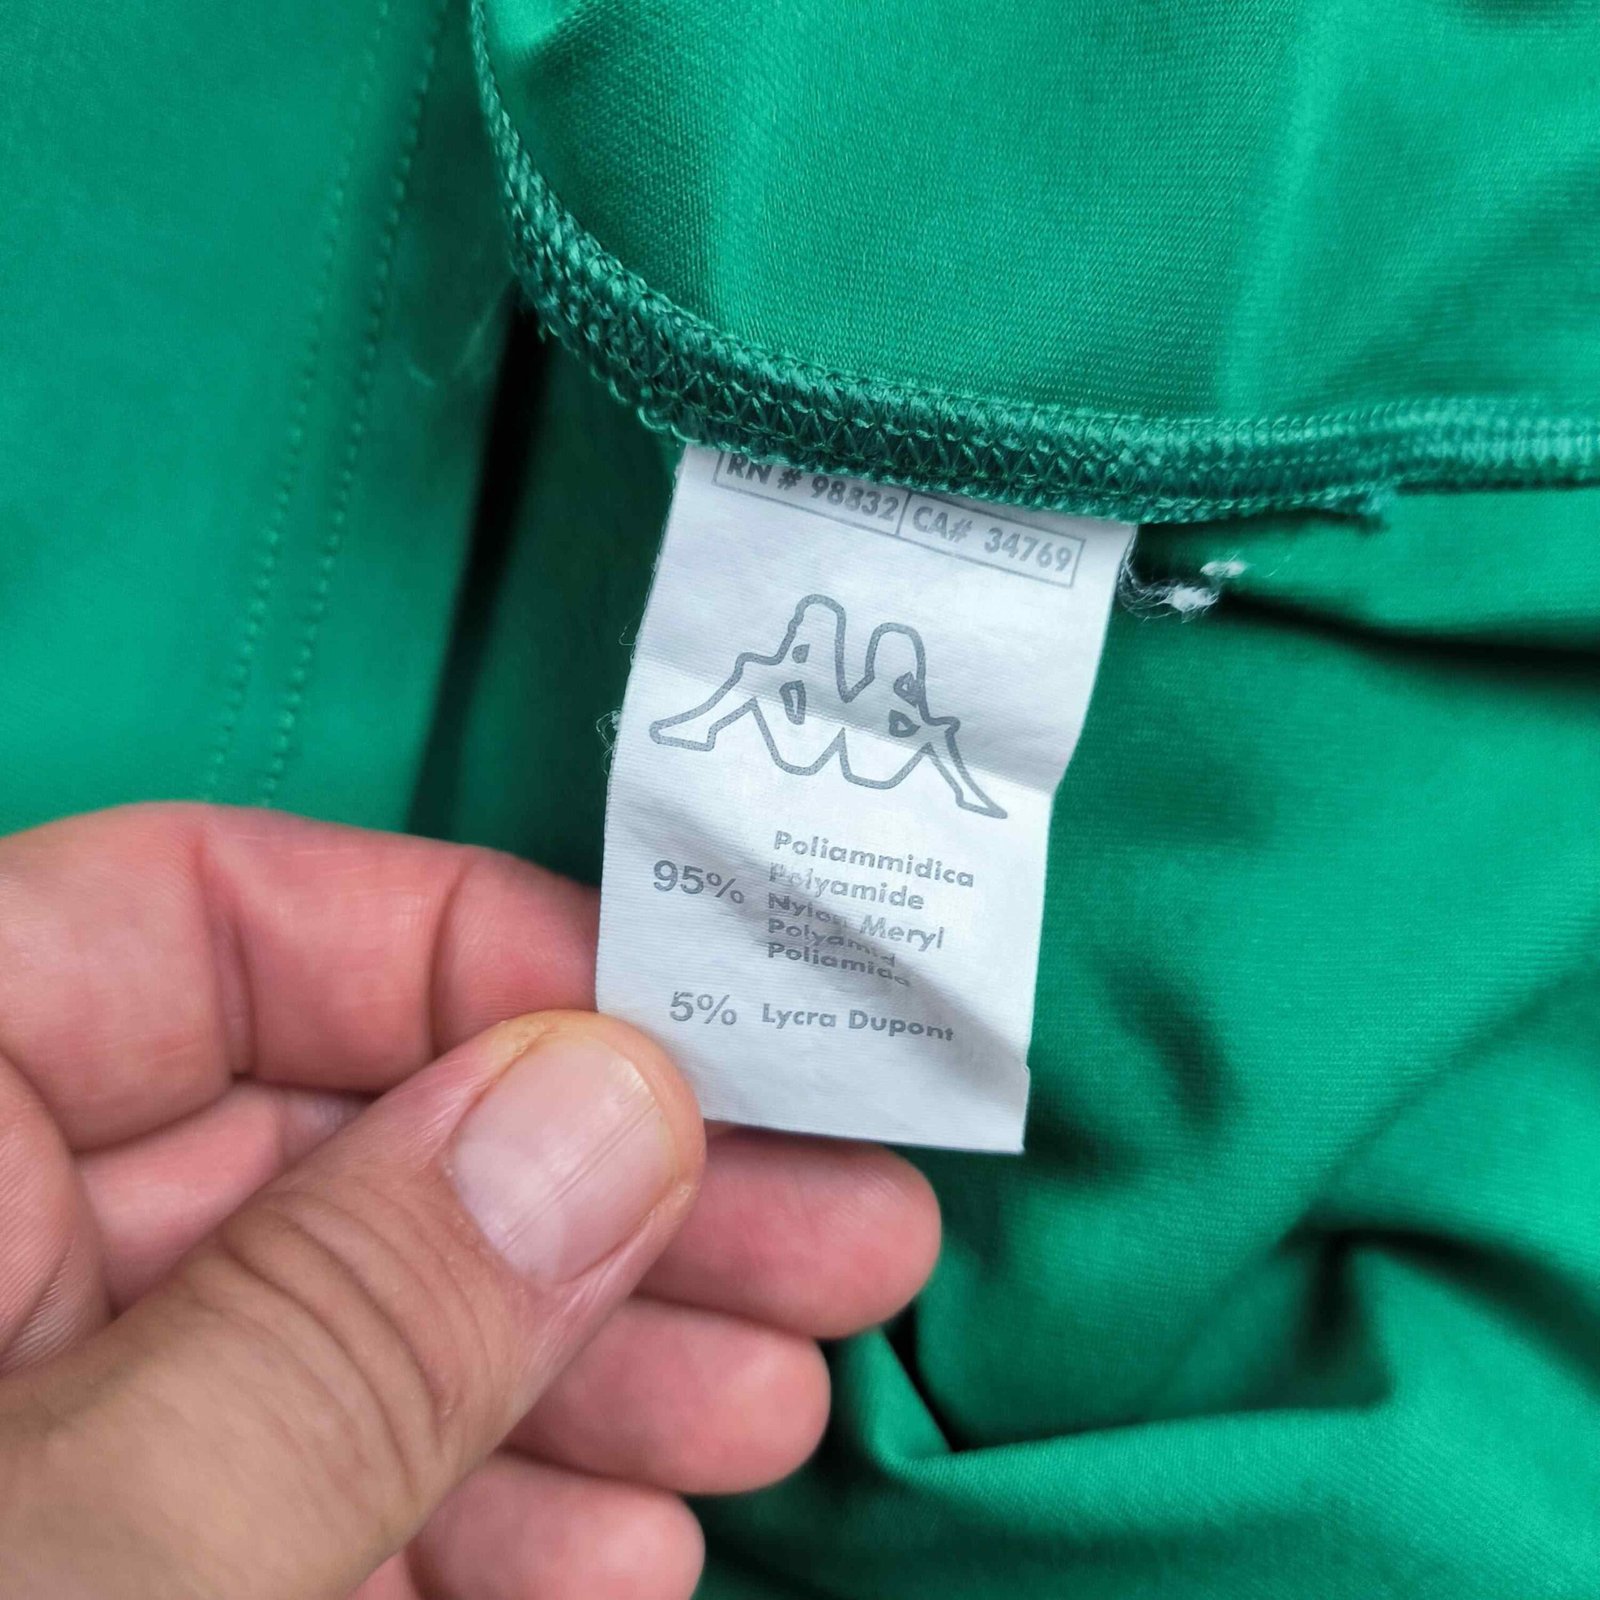 RN # 98832 CA# 34769
Poliammidica
Polyamide
95% Nylon Meryl
Polyamid
Poliamida
5% Lycra Dupont